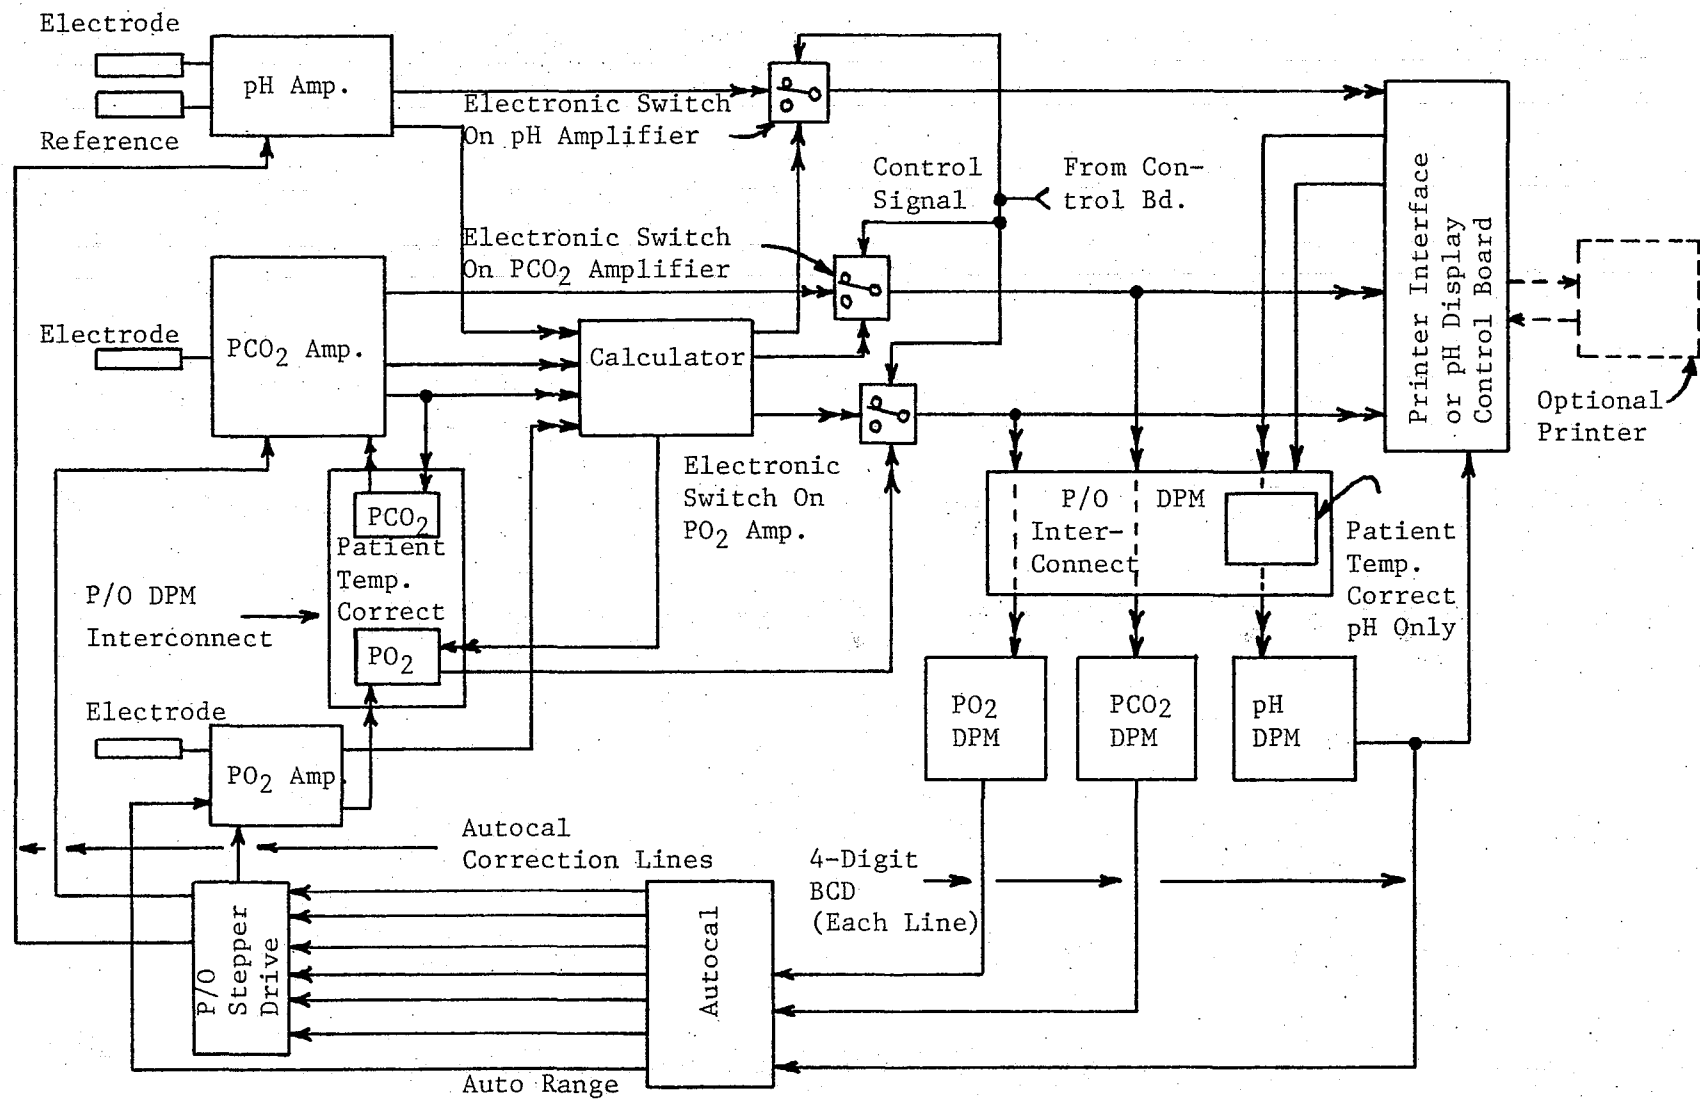 Electrode
pH Amp.
Reference
Electronic Switch
On pH Amplifier
Control
Signal
From Con-
trol Bd.
Electronic Switch
On PCO2 Amplifier
Electrode
PCO2 Amp.
Calculator
Printer Interface
or pH Display
Control Board
Optional
Printer
Electronic
Switch On
PO2 Amp.
PCO2
Patient
Temp.
Correct
PO2
P/O DPM
Interconnect
P/O DPM
Inter-
Connect
Patient
Temp.
Correct
pH Only
Electrode
PO2 Amp.
PO2
DPM
PCO2
DPM
pH
DPM
Autocal
Correction Lines
4-Digit
BCD
(Each Line)
P/O
Stepper
Drive
Autocal
Auto Range